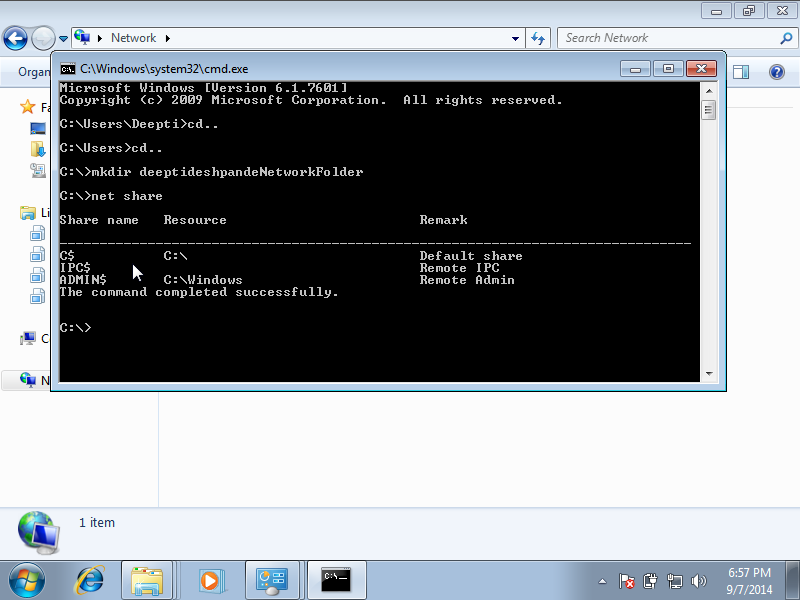 Network
Search Network
Organ
C:\Windows\system32\cmd.exe
Fa
Li
C
N
Microsoft Windows [Version 6.1.7601]
Copyright (c) 2009 Microsoft Corporation.  All rights reserved.
C:\Users\Deepti>cd..
C:\Users>cd..
C:\>mkdir deeptideshpandeNetworkFolder
C:\>net share
Share name   Resource                        Remark
-------------------------------------------------------------------------------
C$           C:\                             Default share
IPC$                                         Remote IPC
ADMIN$       C:\Windows                      Remote Admin
The command completed successfully.
C:\>
1 item
6:57 PM
9/7/2014